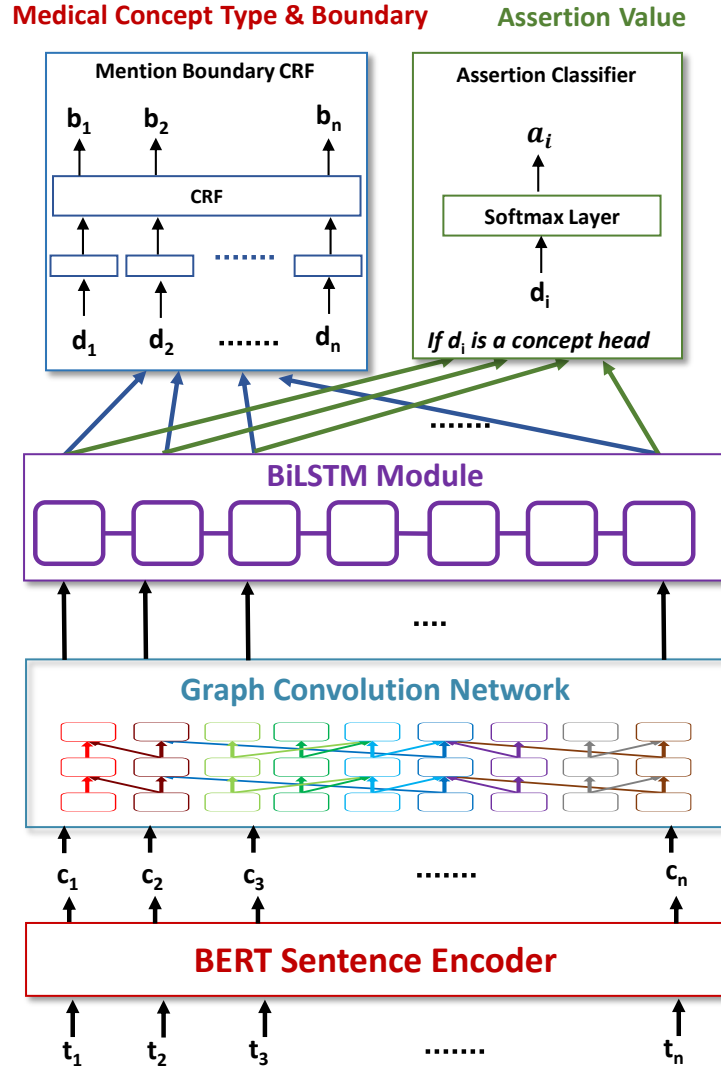 Medical Concept Type & Boundary
Assertion Value
Mention Boundary CRF
b1 b2 bn
CRF
d1 d2 ....... dn
Assertion Classifier
ai
Softmax Layer
di
If di is a concept head
BiLSTM Module
Graph Convolution Network
c1 c2 c3 ....... cn
BERT Sentence Encoder
t1 t2 t3 ....... tn